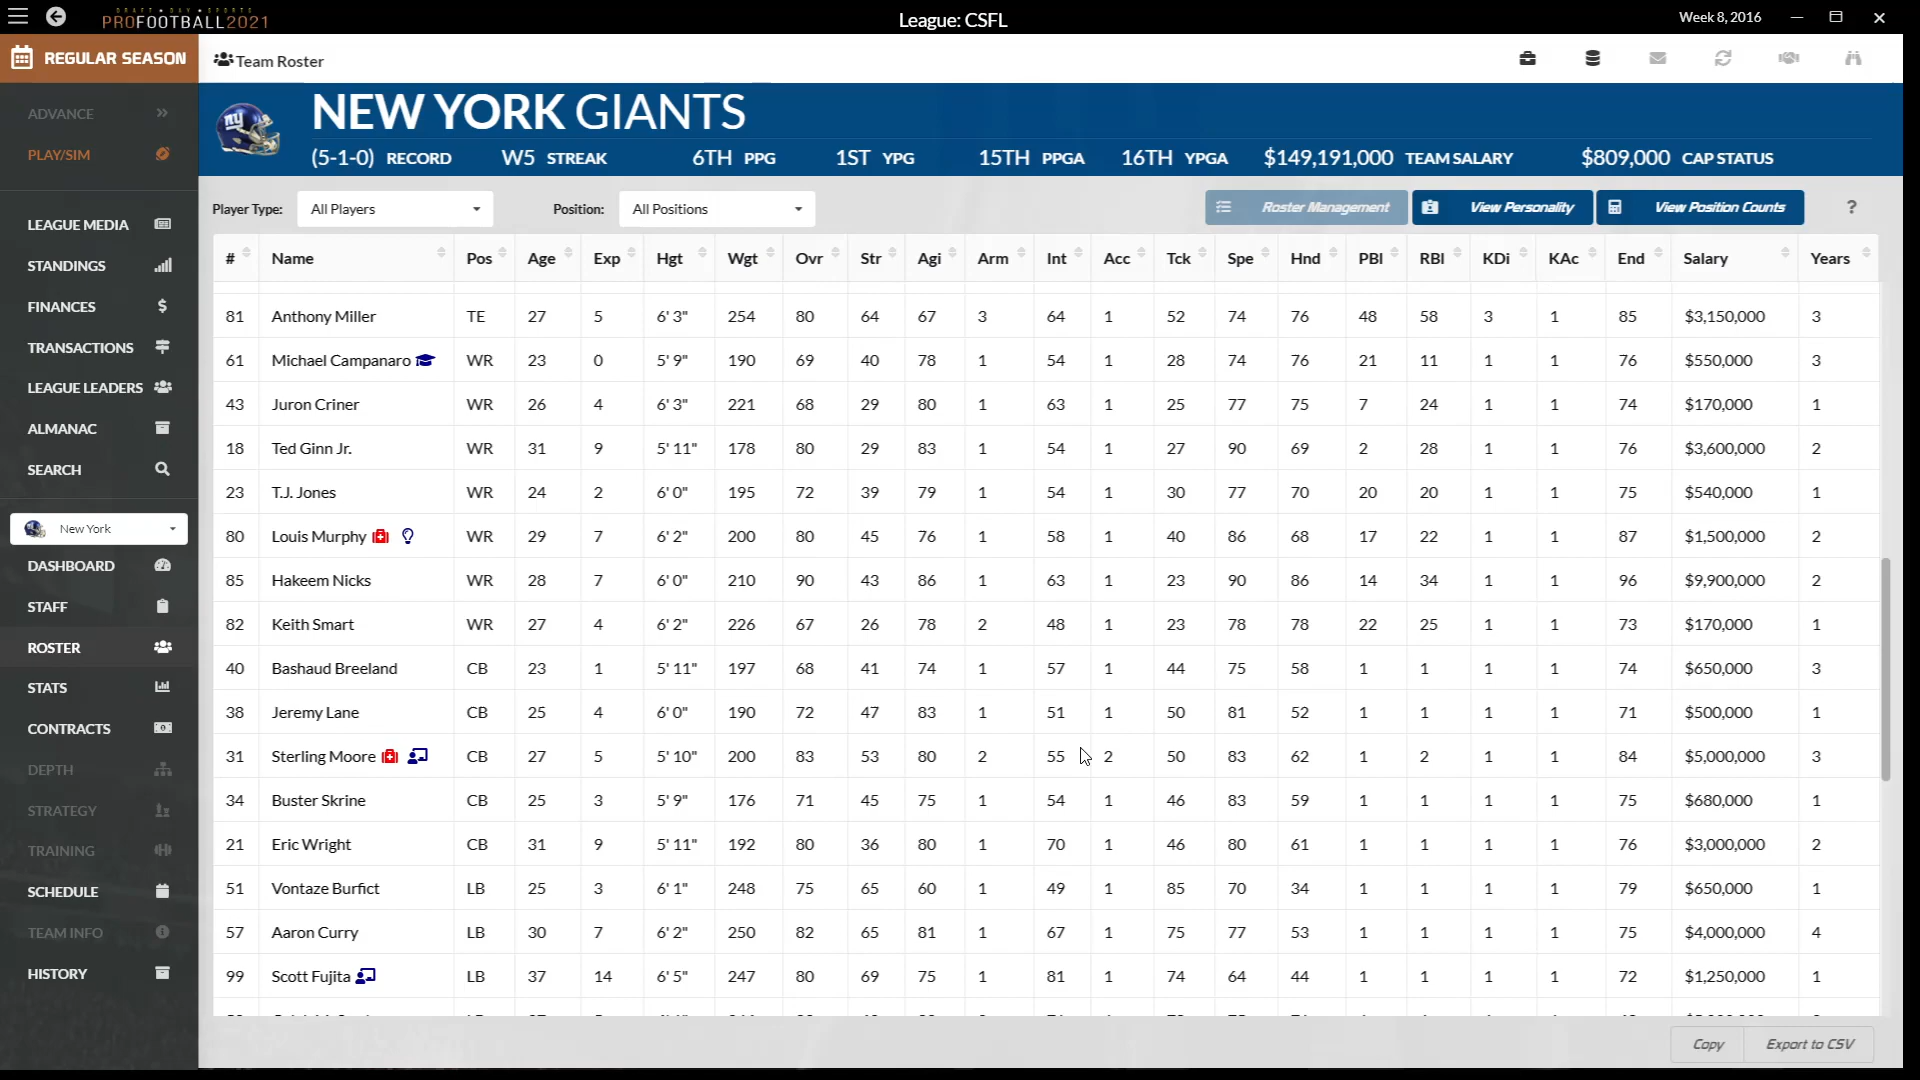 DRAFT DAY SPORTS
PROFOOTBALL2021
League: CSFL
Week 8, 2016
REGULAR SEASON
Team Roster
ADVANCE
PLAY/SIM
LEAGUE MEDIA
STANDINGS
FINANCES
TRANSACTIONS
LEAGUE LEADERS
ALMANAC
SEARCH
New York
DASHBOARD
STAFF
ROSTER
STATS
CONTRACTS
DEPTH
STRATEGY
TRAINING
SCHEDULE
TEAM INFO
HISTORY
NEW YORK GIANTS
(5-1-0) RECORD W5 STREAK 6TH PPG 1ST YPG 15TH PPGA 16TH YPGA $149,191,000 TEAM SALARY $809,000 CAP STATUS
Player Type: All Players Position: All Positions Roster Management View Personality View Position Counts ?
# Name Pos Age Exp Hgt Wgt Ovr Str Agi Arm Int Acc Tck Spe Hnd PBl RBl KDi KAc End Salary Years
81 Anthony Miller TE 27 5 6' 3" 254 80 64 67 3 64 1 52 74 76 48 58 3 1 85 $3,150,000 3
61 Michael Campanaro WR 23 0 5' 9" 190 69 40 78 1 54 1 28 74 76 21 11 1 1 76 $550,000 3
43 Juron Criner WR 26 4 6' 3" 221 68 29 80 1 63 1 25 77 75 7 24 1 1 74 $170,000 1
18 Ted Ginn Jr. WR 31 9 5' 11" 178 80 29 83 1 54 1 27 90 69 2 28 1 1 76 $3,600,000 2
23 T.J. Jones WR 24 2 6' 0" 195 72 39 79 1 54 1 30 77 70 20 20 1 1 75 $540,000 1
80 Louis Murphy WR 29 7 6' 2" 200 80 45 76 1 58 1 40 86 68 17 22 1 1 87 $1,500,000 2
85 Hakeem Nicks WR 28 7 6' 0" 210 90 43 86 1 63 1 23 90 86 14 34 1 1 96 $9,900,000 2
82 Keith Smart WR 27 4 6' 2" 226 67 26 78 2 48 1 23 78 78 22 25 1 1 73 $170,000 1
40 Bashaud Breeland CB 23 1 5' 11" 197 68 41 74 1 57 1 44 75 58 1 1 1 1 74 $650,000 3
38 Jeremy Lane CB 25 4 6' 0" 190 72 47 83 1 51 1 50 81 52 1 1 1 1 71 $500,000 1
31 Sterling Moore CB 27 5 5' 10" 200 83 53 80 2 55 2 50 83 62 1 2 1 1 84 $5,000,000 3
34 Buster Skrine CB 25 3 5' 9" 176 71 45 75 1 54 1 46 83 59 1 1 1 1 75 $680,000 1
21 Eric Wright CB 31 9 5' 11" 192 80 36 80 1 70 1 46 80 61 1 1 1 1 76 $3,000,000 2
51 Vontaze Burfict LB 25 3 6' 1" 248 75 65 60 1 49 1 85 70 34 1 1 1 1 79 $650,000 1
57 Aaron Curry LB 30 7 6' 2" 250 82 65 81 1 67 1 75 77 53 1 1 1 1 75 $4,000,000 4
99 Scott Fujita LB 37 14 6' 5" 247 80 69 75 1 81 1 74 64 44 1 1 1 1 72 $1,250,000 1
Copy Export to CSV